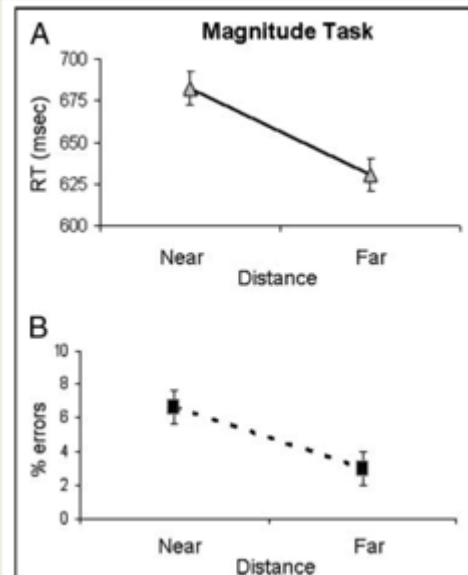 A
Magnitude Task
RT (msec)
700
675
650
625
600
Near
Far
Distance
B
% errors
10
8
6
4
2
0
Near
Far
Distance